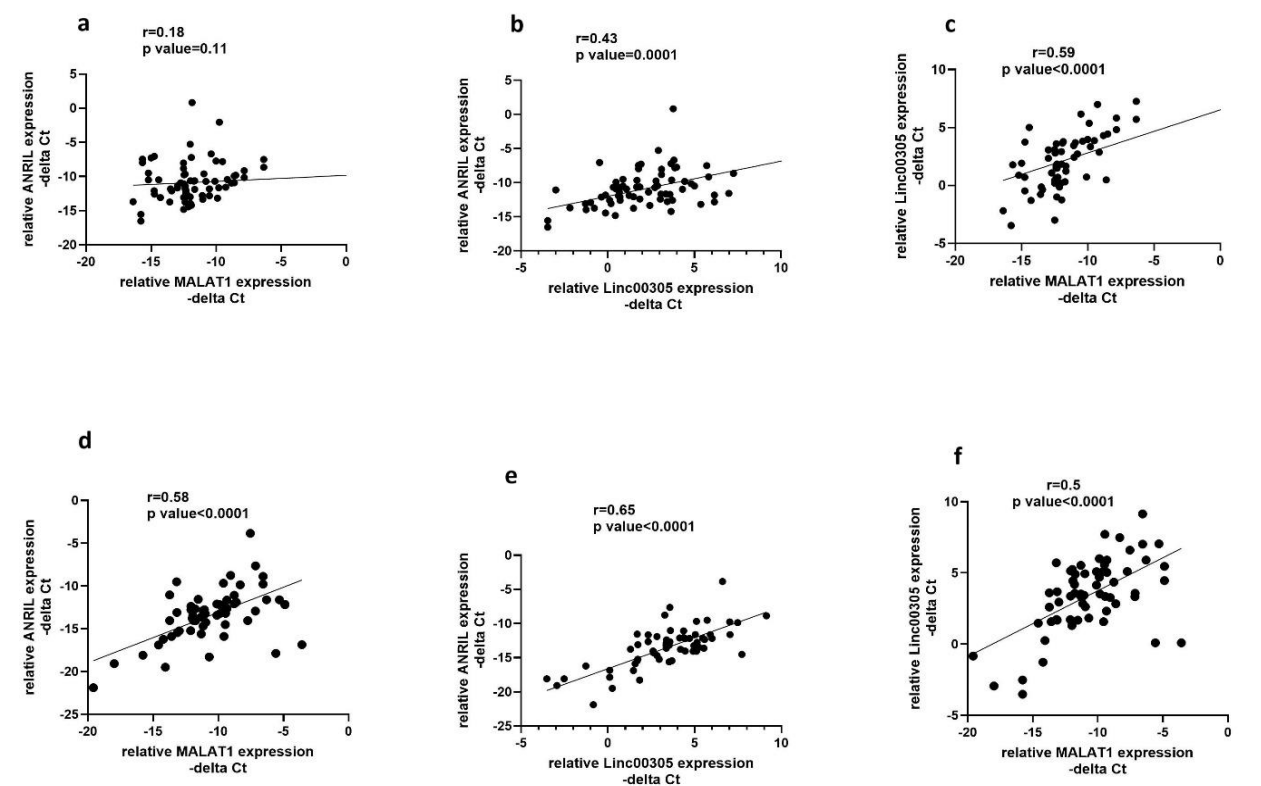 a
r=0.18
p value=0.11
relative ANRIL expression
-delta Ct
5
0
-5
-10
-15
-20
-20 -15 -10 -5 0
relative MALAT1 expression
-delta Ct
b
r=0.43
p value=0.0001
relative ANRIL expression
-delta Ct
5
0
-5
-10
-15
-20
-5 0 5 10
relative Linc00305 expression
-delta Ct
c
r=0.59
p value<0.0001
relative Linc00305 expression
-delta Ct
10
5
0
-5
-20 -15 -10 -5 0
relative MALAT1 expression
-delta Ct
d
r=0.58
p value<0.0001
relative ANRIL expression
-delta Ct
0
-5
-10
-15
-20
-25
-20 -15 -10 -5 0
relative MALAT1 expression
-delta Ct
e
r=0.65
p value<0.0001
relative ANRIL expression
-delta Ct
0
-5
-10
-15
-20
-25
-5 0 5 10
relative Linc00305 expression
-delta Ct
f
r=0.5
p value<0.0001
relative Linc00305 expression
-delta Ct
10
5
0
-5
-20 -15 -10 -5 0
relative MALAT1 expression
-delta Ct